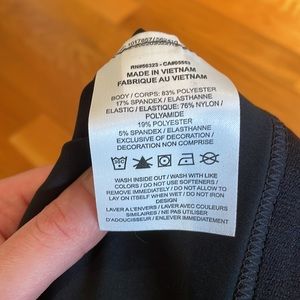 RN#56323 - CA#05553
MADE IN VIETNAM
FABRIQUE AU VIETNAM
BODY / CORPS: 83% POLYESTER
17% SPANDEX / ELASTHANNE
ELASTIC / ELASTIQUE: 76% NYLON /
POLYAMIDE
19% POLYESTER
5% SPANDEX / ELASTHANNE
EXCLUSIVE OF DECORATION /
DECORATION NON COMPRISE
WASH INSIDE OUT / WASH WITH LIKE
COLORS / DO NOT USE SOFTENERS /
REMOVE IMMEDIATELY / DO NOT ALLOW TO
LAY ON ITSELF WHEN WET / DO NOT IRON
DESIGN
LAVER A L'ENVERS / LAVER AVEC COULEURS
SIMILAIRES / NE PAS UTILISER
D'ADOUCISSEUR / ENLEVER